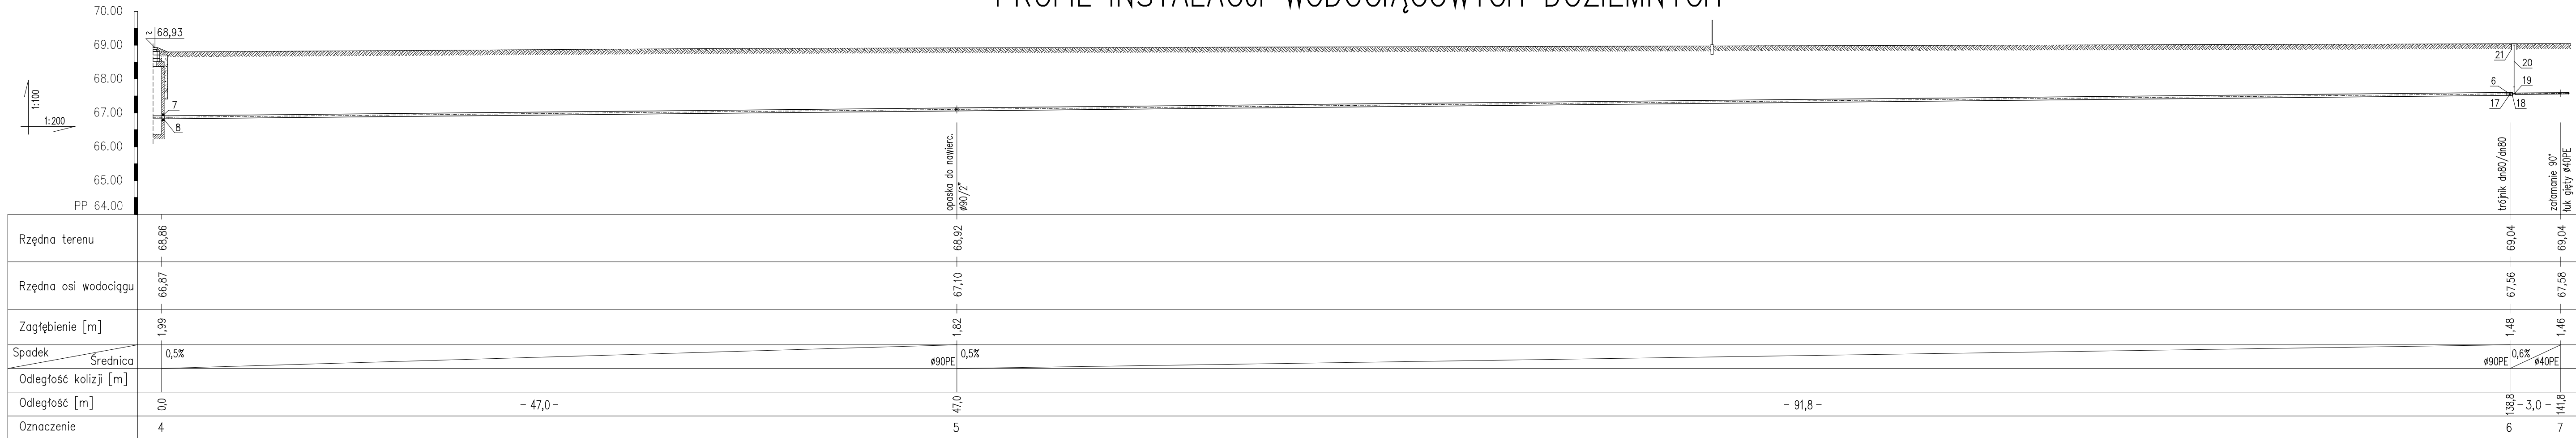 PROFIL INSTALACJI WODOCIĄGOWYCH DOZIEMNYCH
70.00
69.00
68.00
67.00
66.00
65.00
PP 64.00
1:100
1:200
~ 68,93
7
8
21
20
6
19
17
18
opaska do nawierc.
ø90/2"
trójnik dn80/dn80
załamanie 90°
łuk gięty ø40PE
Rzędna terenu 68,86 68,92 69,04 69,04
Rzędna osi wodociągu 66,87 67,10 67,56 67,58
Zagłębienie [m] 1,99 1,82 1,48 1,46
Spadek 0,5% 0,5% 0,6%
Średnica ø90PE ø90PE ø40PE
Odległość kolizji [m]
Odległość [m] 0,0 - 47,0 - 47,0 - 91,8 - 138,8 - 3,0 - 141,8
Oznaczenie 4 5 6 7